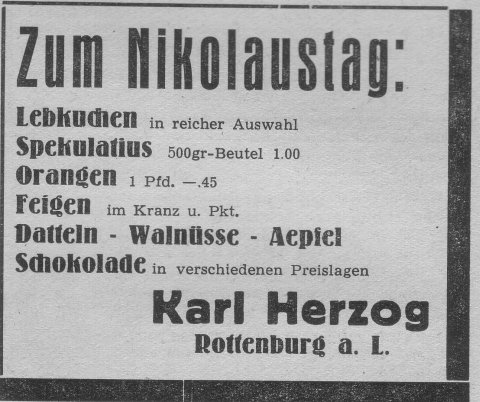 Zum Nikolaustag:
Lebkuchen in reicher Auswahl
Spekulatius 500gr-Beutel 1.00
Orangen 1 Pfd. —.45
Feigen im Kranz u. Pkt.
Datteln - Walnüsse - Aepfel
Schokolade in verschiedenen Preislagen
Karl Herzog
Rottenburg a. L.